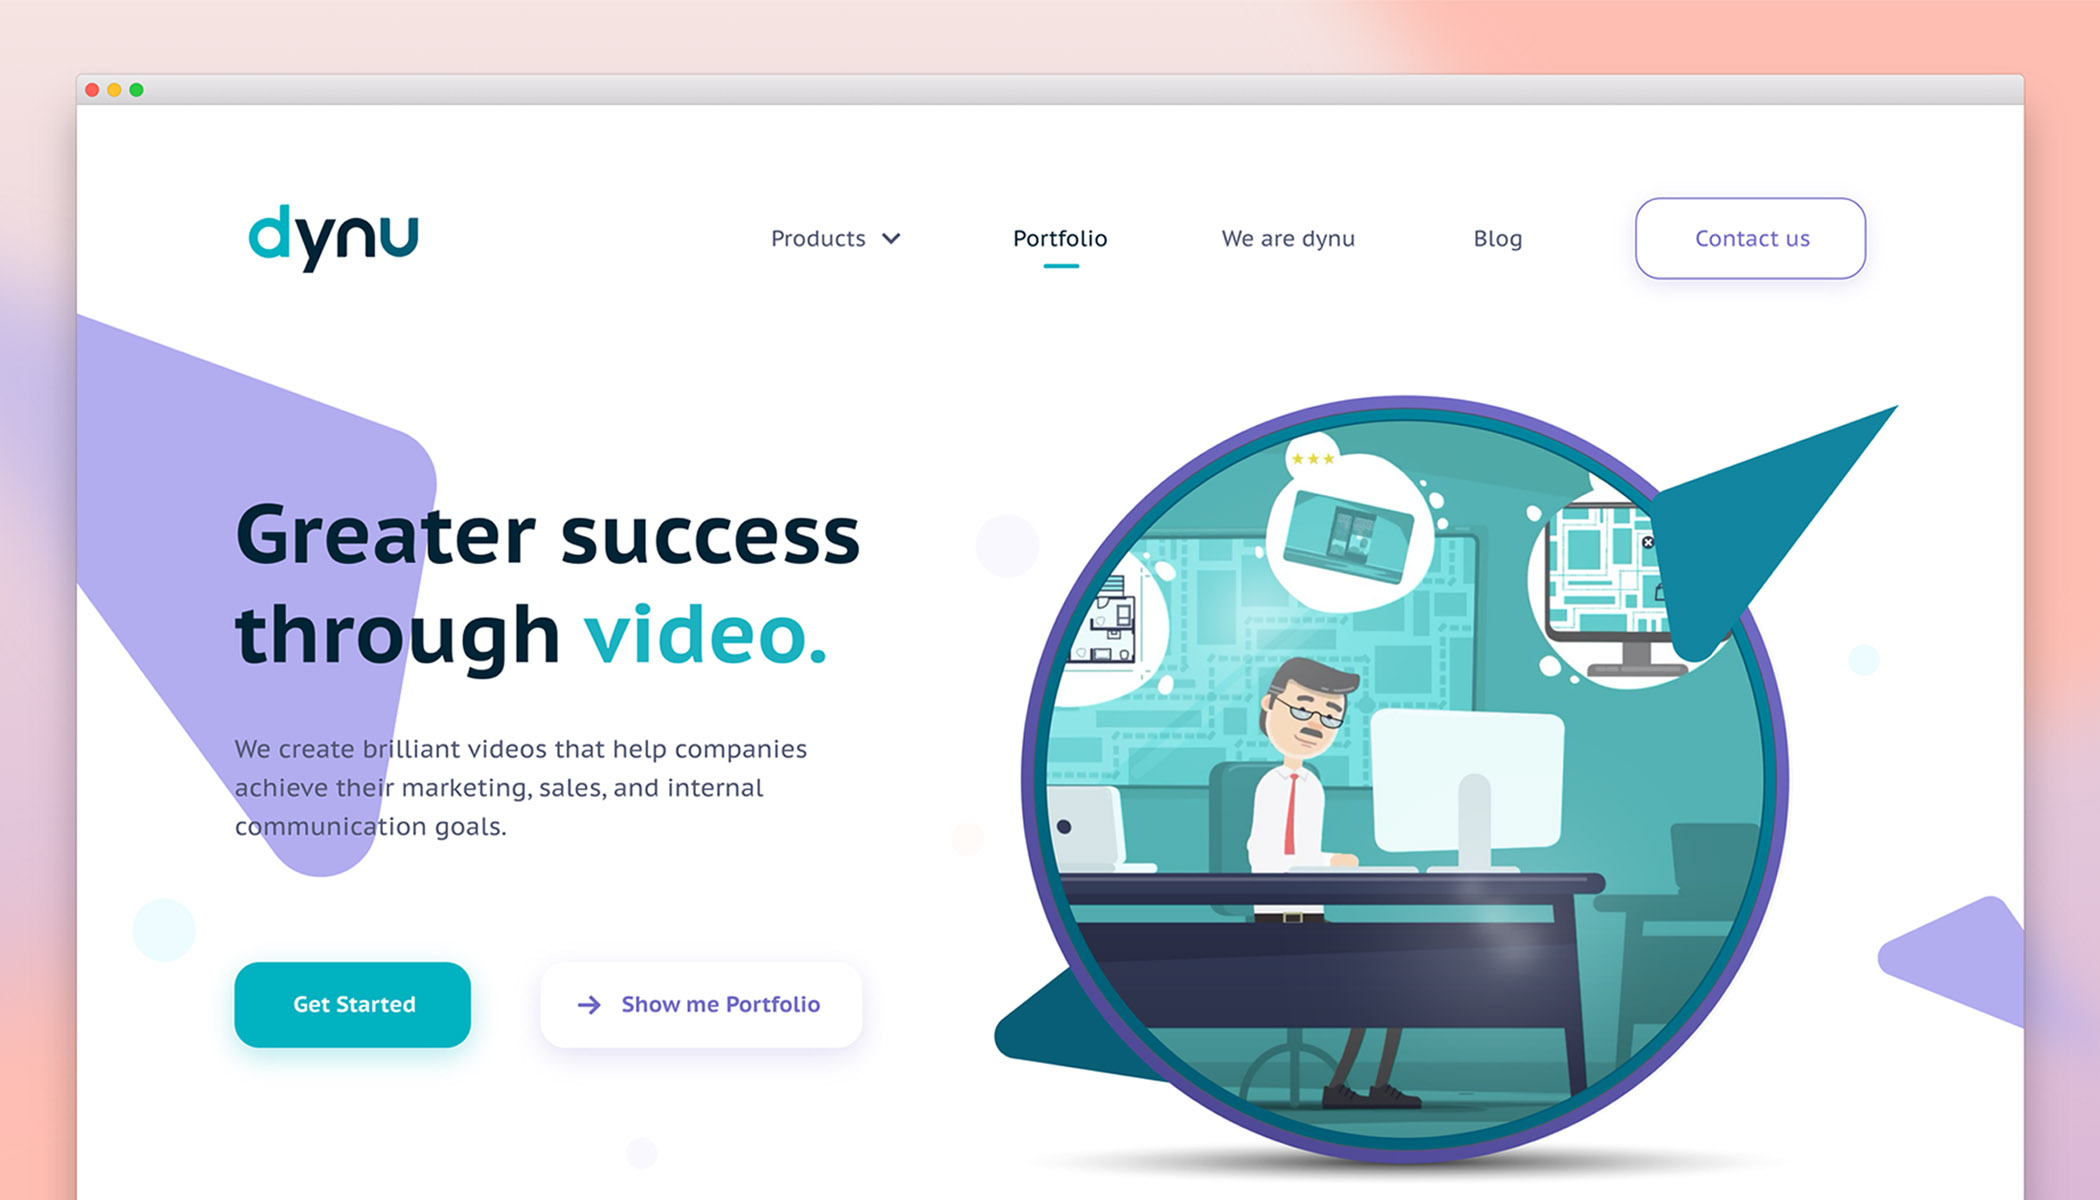 dynu
Products
Portfolio
We are dynu
Blog
Contact us
Greater success
through video.
We create brilliant videos that help companies
achieve their marketing, sales, and internal
communication goals.
Get Started
Show me Portfolio